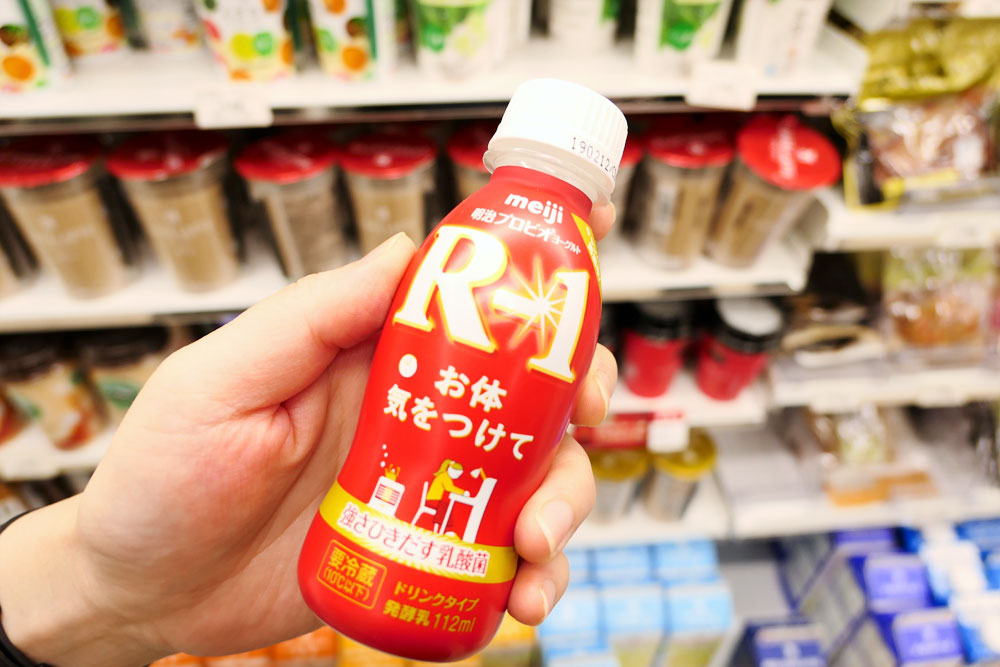 190212
meiji
明治プロビオヨーグルト
R-1
お体
気をつけて
強さひきだす乳酸菌
要冷蔵
(10℃以下)
ドリンクタイプ
発酵乳 112ml